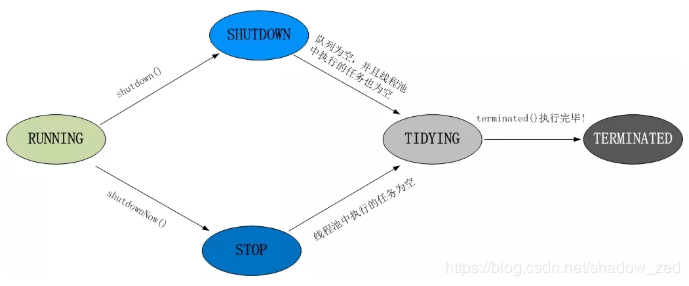 SHUTDOWN
队列为空，并且线程池
中执行的任务也为空
shutdown()
RUNNING
TIDYING
terminated()执行完毕!
TERMINATED
shutdownNow()
线程池中执行的任务为空
STOP
https://blog.csdn.net/shadow_zed